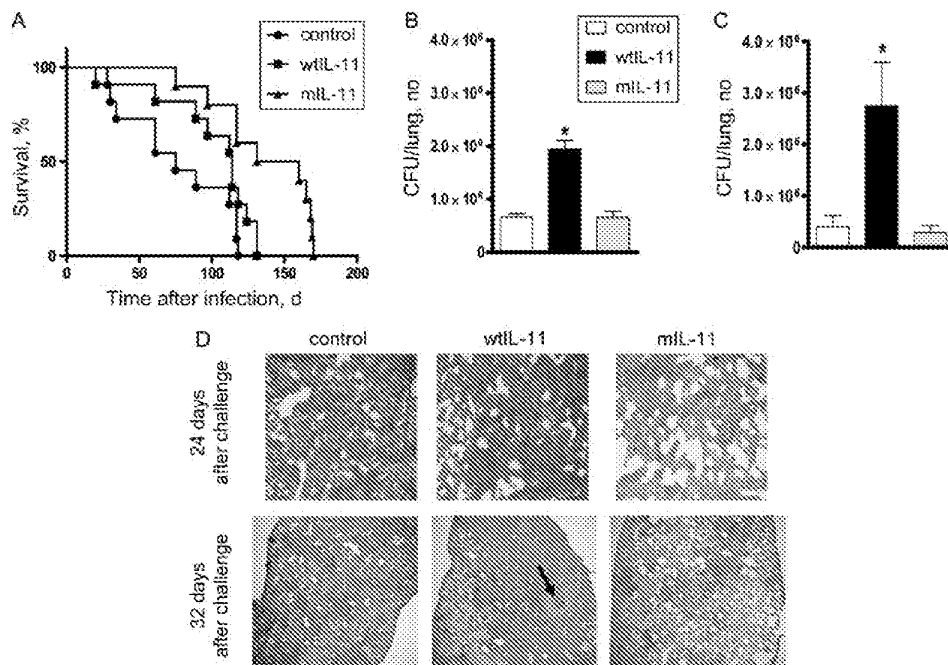 A
control
wtIL-11
mIL-11
Survival, %
100
50
0
0 50 100 150 200
Time after infection, d
B
control
wtIL-11
mIL-11
CFU/lung, no
4.0 × 10⁶
3.0 × 10⁶
2.0 × 10⁶
1.0 × 10⁶
0
*
C
CFU/lung, no
4.0 × 10⁶
3.0 × 10⁶
2.0 × 10⁶
1.0 × 10⁶
0
*
D
control wtIL-11 mIL-11
24 days
after challenge
32 days
after challenge